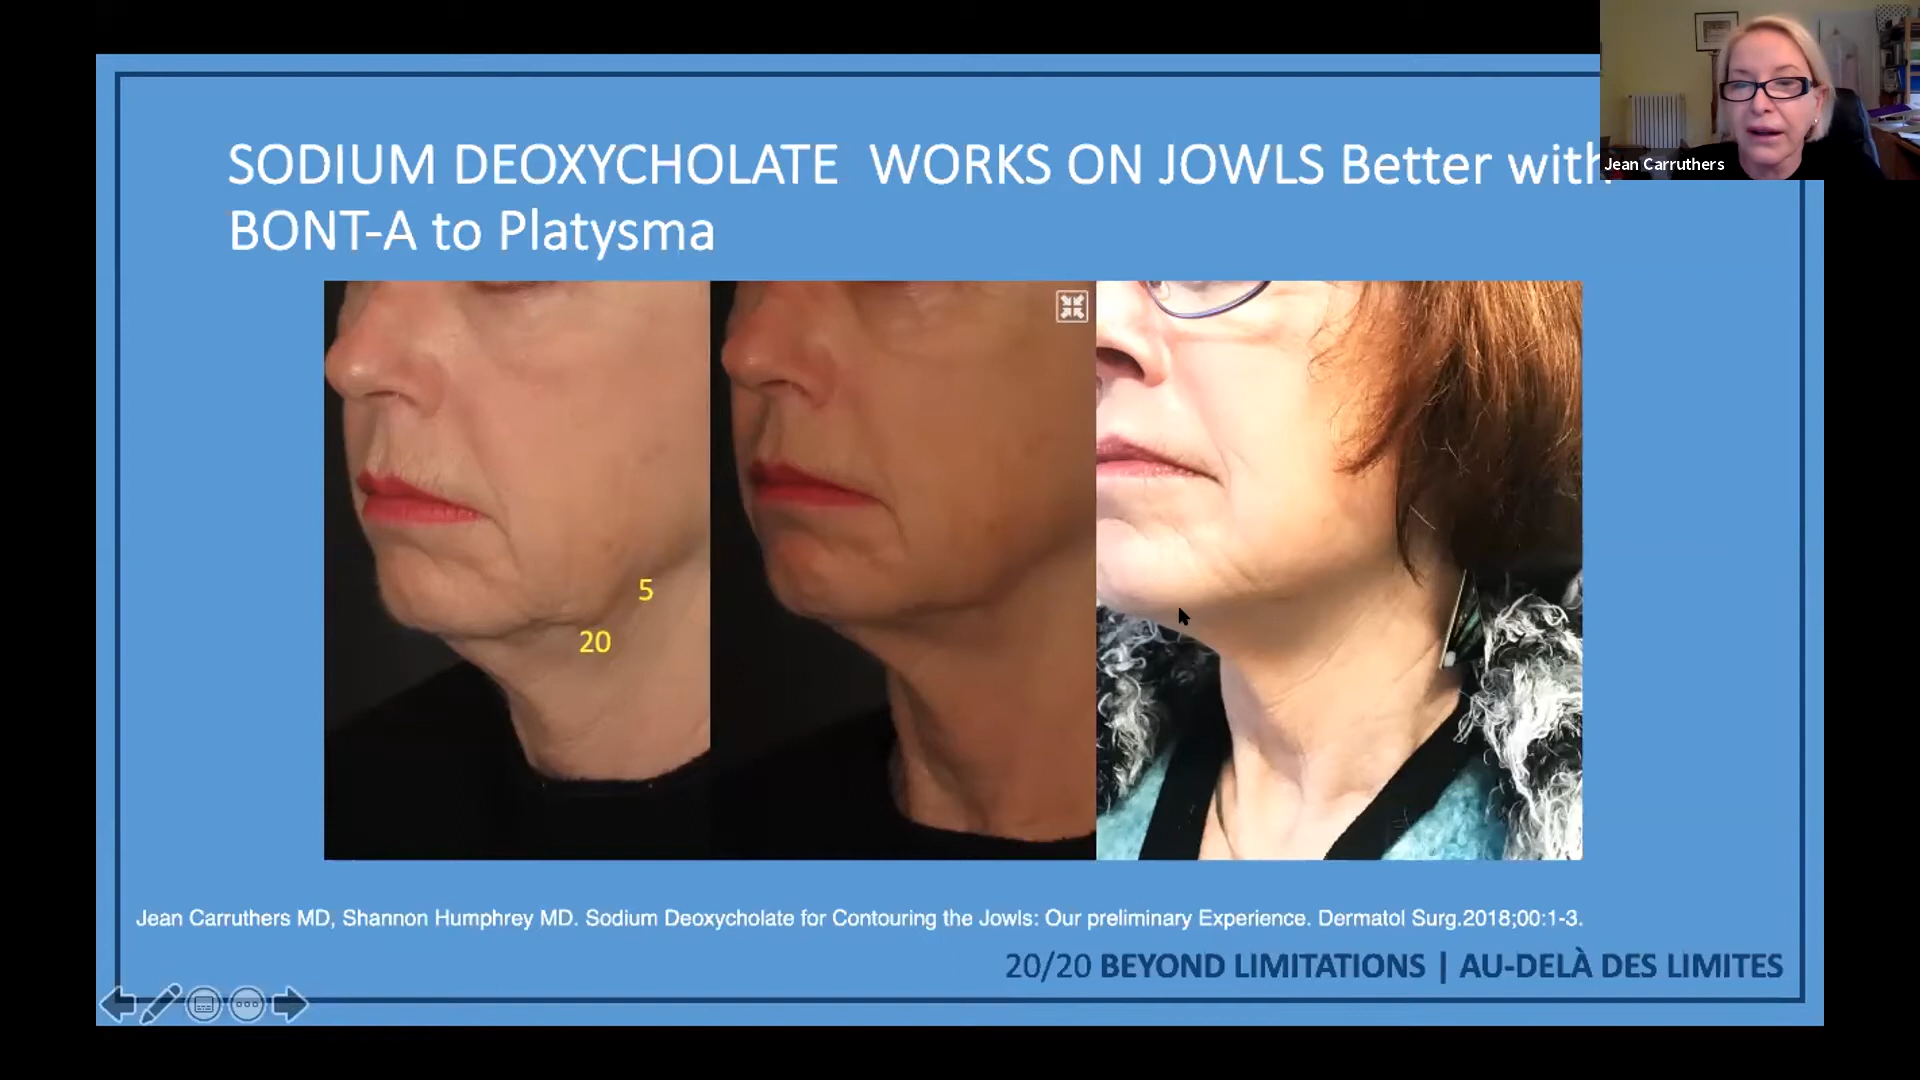 SODIUM DEOXYCHOLATE WORKS ON JOWLS Better with
Jean Carruthers
BONT-A to Platysma
5
20
Jean Carruthers MD, Shannon Humphrey MD. Sodium Deoxycholate for Contouring the Jowls: Our preliminary Experience. Dermatol Surg.2018;00:1-3.
20/20 BEYOND LIMITATIONS | AU-DELÀ DES LIMITES